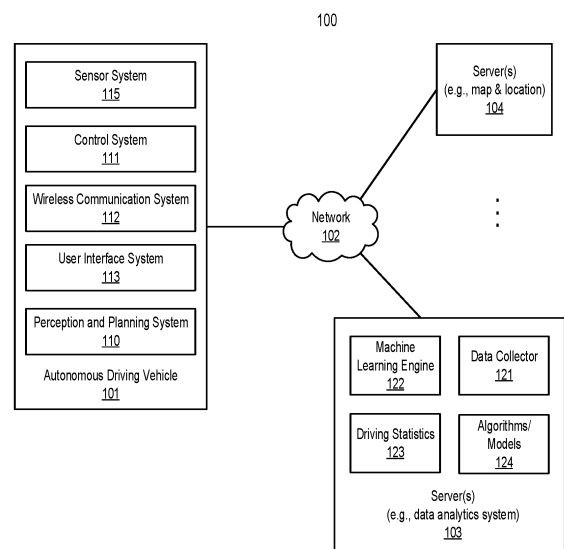 100
Sensor System
115
Control System
111
Wireless Communication System
112
User Interface System
113
Perception and Planning System
110
Autonomous Driving Vehicle
101
Network
102
Server(s)
(e.g., map & location)
104
Machine
Learning Engine
122
Data Collector
121
Driving Statistics
123
Algorithms/
Models
124
Server(s)
(e.g., data analytics system)
103